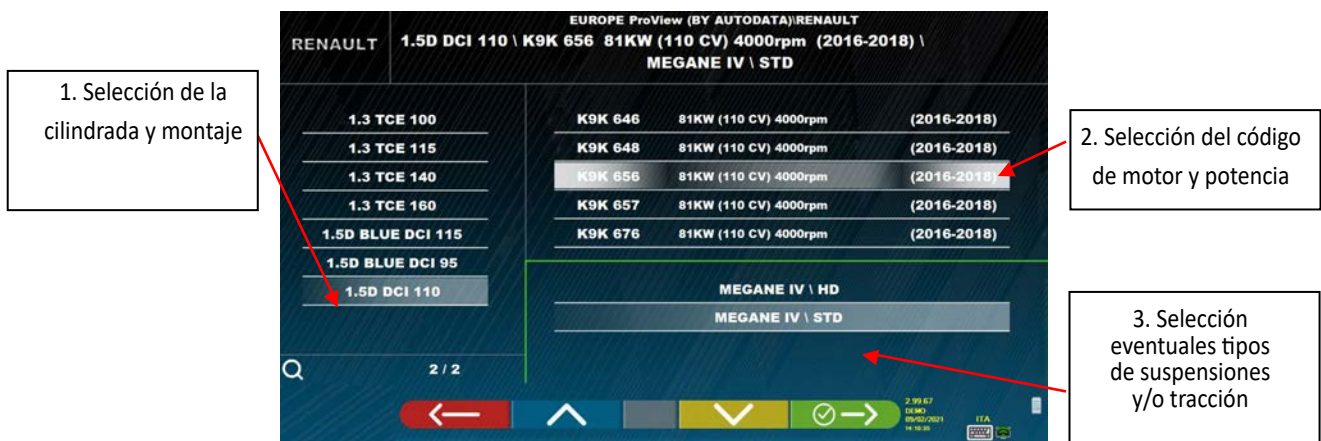 EUROPE ProView (BY AUTODATA)\RENAULT
RENAULT
1.5D DCI 110 \ K9K 656 81KW (110 CV) 4000rpm (2016-2018) \
MEGANE IV \ STD
1. Selección de la
cilindrada y montaje
1.3 TCE 100
1.3 TCE 115
1.3 TCE 140
1.3 TCE 160
1.5D BLUE DCI 115
1.5D BLUE DCI 95
1.5D DCI 110
2 / 2
K9K 646 81KW (110 CV) 4000rpm (2016-2018)
K9K 648 81KW (110 CV) 4000rpm (2016-2018)
K9K 656 81KW (110 CV) 4000rpm (2016-2018)
K9K 657 81KW (110 CV) 4000rpm (2016-2018)
K9K 676 81KW (110 CV) 4000rpm (2016-2018)
MEGANE IV \ HD
MEGANE IV \ STD
2. Selección del código
de motor y potencia
3. Selección
eventuales tipos
de suspensiones
y/o tracción
2.99.67
DEMO
09/02/2021
14:10:35
ITA